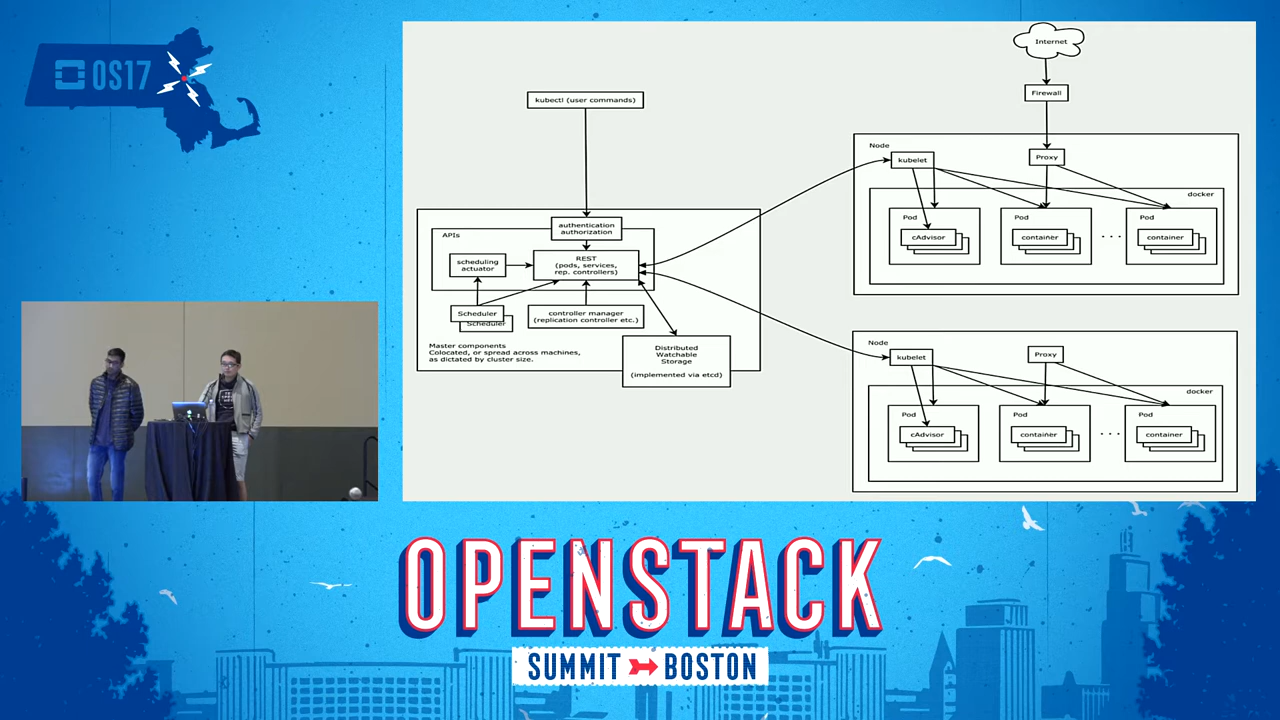 OS17
Internet
Firewall
kubectl (user commands)
Node
kubelet
Proxy
docker
Pod
cAdvisor
Pod
container
. . .
Pod
container
authentication
authorization
APIs
REST
(pods, services,
rep. controllers)
scheduling
actuator
Scheduler
Scheduler
controller manager
(replication controller etc.)
Master components
Colocated, or spread across machines,
as dictated by cluster size.
Distributed
Watchable
Storage
(implemented via etcd)
Node
kubelet
Proxy
docker
Pod
cAdvisor
Pod
container
. . .
Pod
container
OPENSTACK
SUMMIT BOSTON